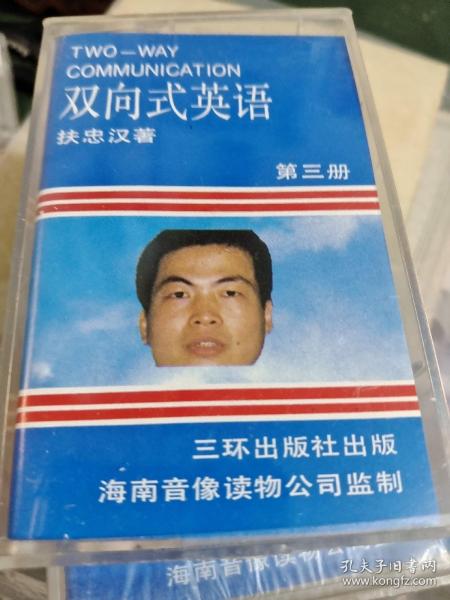 TWO—WAY
COMMUNICATION
双向式英语
扶忠汉著
第三册
三环出版社出版
海南音像读物公司监制
海南音像读物公司
孔夫子旧书网
www.kongfz.com